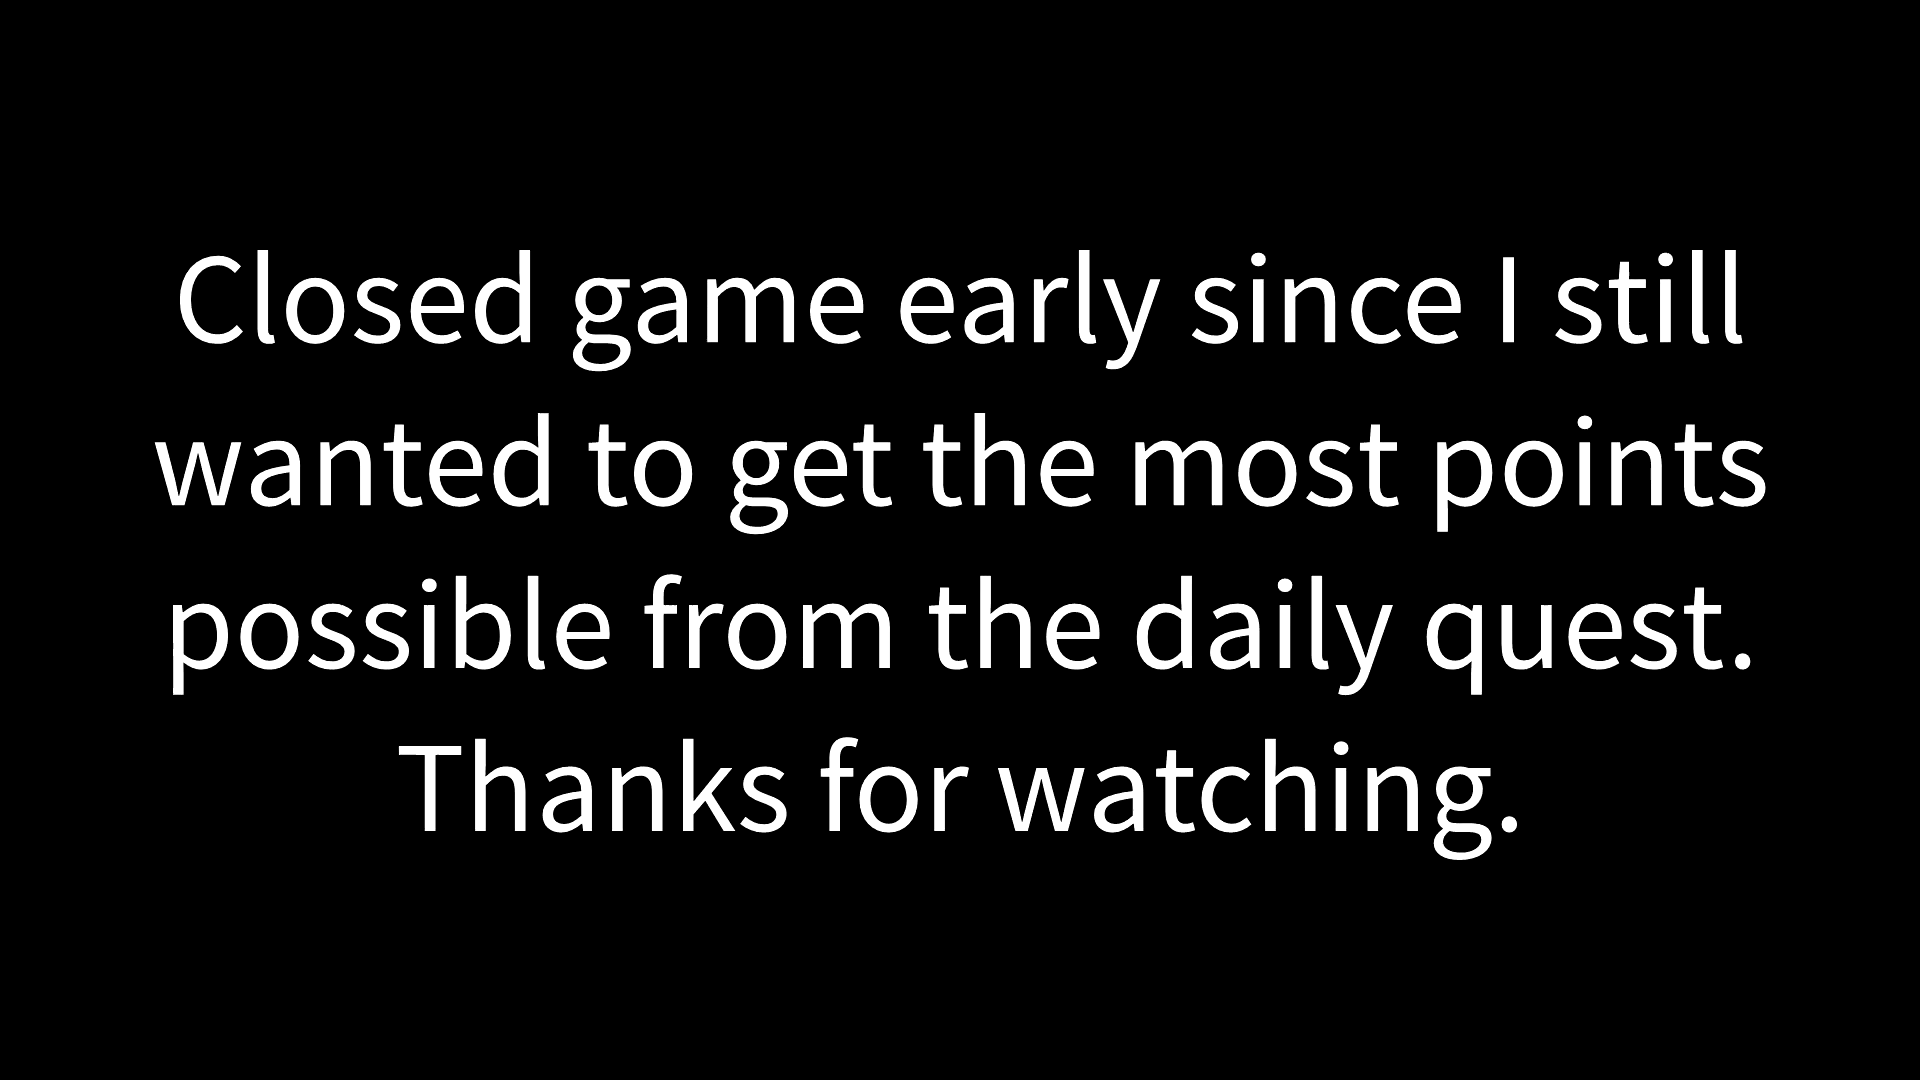 Closed game early since I still
wanted to get the most points
possible from the daily quest.
Thanks for watching.